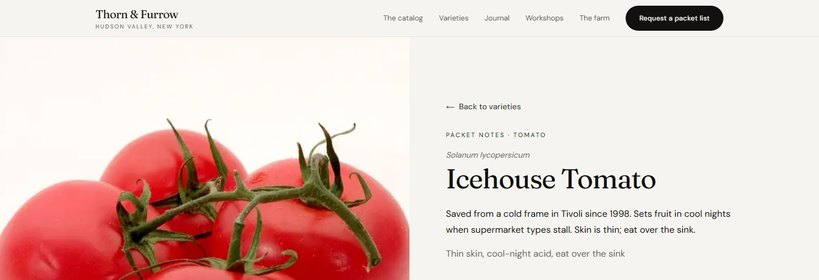 Thorn & Furrow
HUDSON VALLEY, NEW YORK
The catalog
Varieties
Journal
Workshops
The farm
Request a packet list
← Back to varieties
PACKET NOTES · TOMATO
Solanum lycopersicum
Icehouse Tomato
Saved from a cold frame in Tivoli since 1998. Sets fruit in cool nights
when supermarket types stall. Skin is thin; eat over the sink.
Thin skin, cool-night acid, eat over the sink